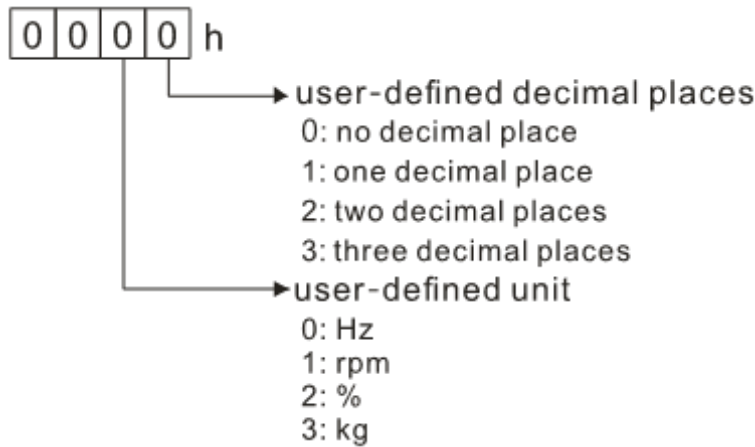 0 0 0 0 h
user-defined decimal places
0: no decimal place
1: one decimal place
2: two decimal places
3: three decimal places
user-defined unit
0: Hz
1: rpm
2: %
3: kg